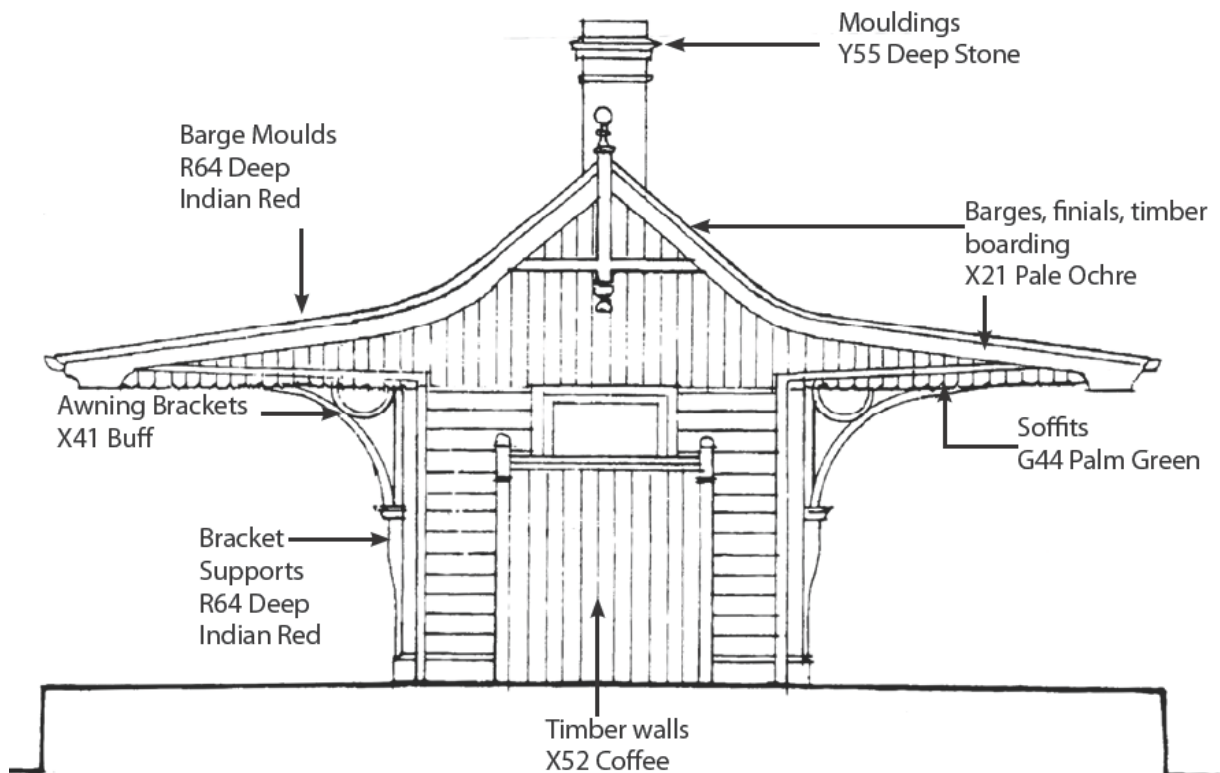 Mouldings
Y55 Deep Stone
Barge Moulds
R64 Deep
Indian Red
Barges, finials, timber
boarding
X21 Pale Ochre
Awning Brackets
X41 Buff
Soffits
G44 Palm Green
Bracket
Supports
R64 Deep
Indian Red
Timber walls
X52 Coffee